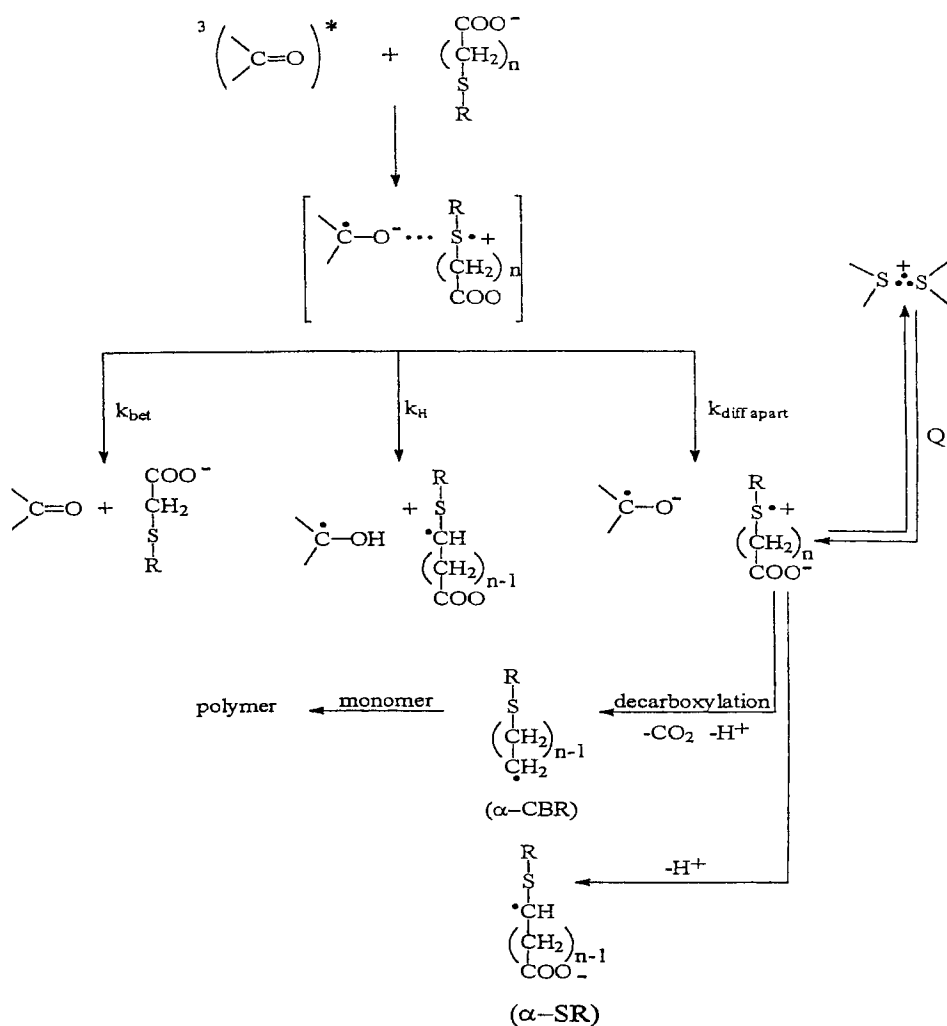 3 ( C=O ) * + COO⁻
(CH₂)n
S
R
R
C—O⁻ ••• S•+
(CH₂)n
COO
S∴S +
Q
k_bet
k_H
k_diff apart
C=O + COO⁻
CH₂
S
R
C—OH + R
S
•CH
(CH₂)n-1
COO
C—O⁻
R
S•+
(CH₂)n
COO⁻
polymer monomer decarboxylation
-CO₂ -H⁺
R
S
(CH₂)n-1
CH₂
•
(α–CBR)
-H⁺
R
S
•CH
(CH₂)n-1
COO⁻
(α–SR)